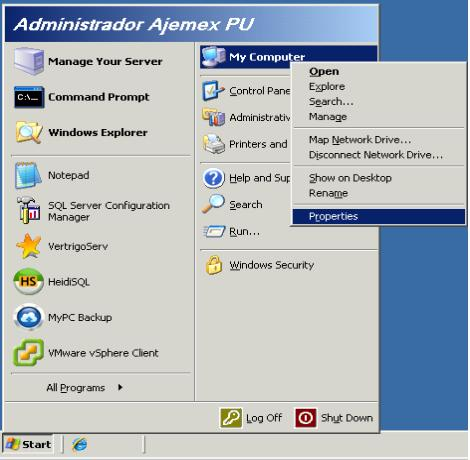 Administrador Ajemex PU
Manage Your Server
C:\
Command Prompt
Windows Explorer
Notepad
SQL Server Configuration
Manager
VertrigoServ
HS
HeidiSQL
MyPC Backup
VMware vSphere Client
All Programs
My Computer
Control Pane
Administrativ
Printers and
Help and Sup
Search
Run...
Windows Security
Open
Explore
Search...
Manage
Map Network Drive...
Disconnect Network Drive...
Show on Desktop
Rename
Properties
Log Off
Shut Down
Start